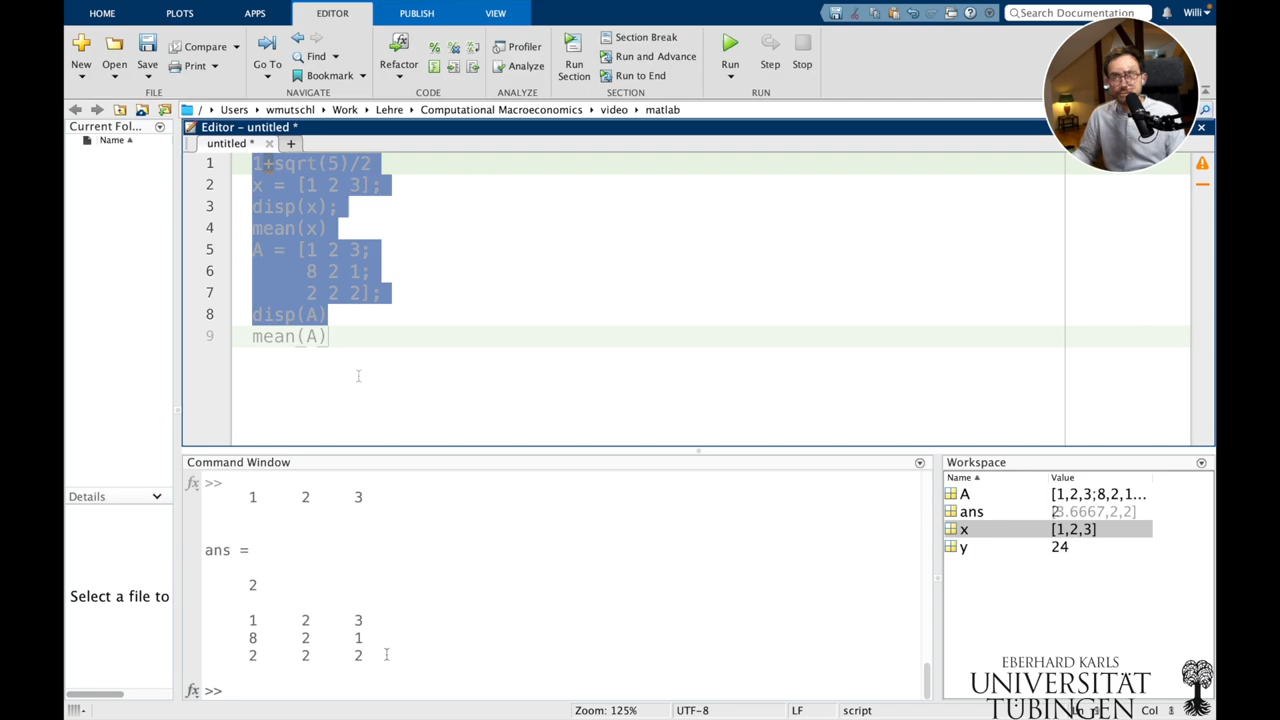 HOME PLOTS APPS EDITOR PUBLISH VIEW Search Documentation Willi
New Open Save Compare Print Go To Find Bookmark Refactor Profiler Analyze Run Section Section Break Run and Advance Run to End Run Step Stop
FILE NAVIGATE CODE ANALYZE SECTION RUN
/ Users wmutschl Work Lehre Computational Macroeconomics video matlab
Current Fol...
Name
Editor - untitled *
untitled *
1 1+sqrt(5)/2
2 x = [1 2 3];
3 disp(x);
4 mean(x)
5 A = [1 2 3;
6 8 2 1;
7 2 2 2];
8 disp(A)
9 mean(A)
Details
Select a file to
Command Window
fx >>
1 2 3
ans =
2
1 2 3
8 2 1
2 2 2
fx >>
Workspace
Name Value
A [1,2,3;8,2,1...
ans
x [1,2,3]
y 24
EBERHARD KARLS
UNIVERSITÄT
TÜBINGEN
Zoom: 125% UTF-8 LF script Col